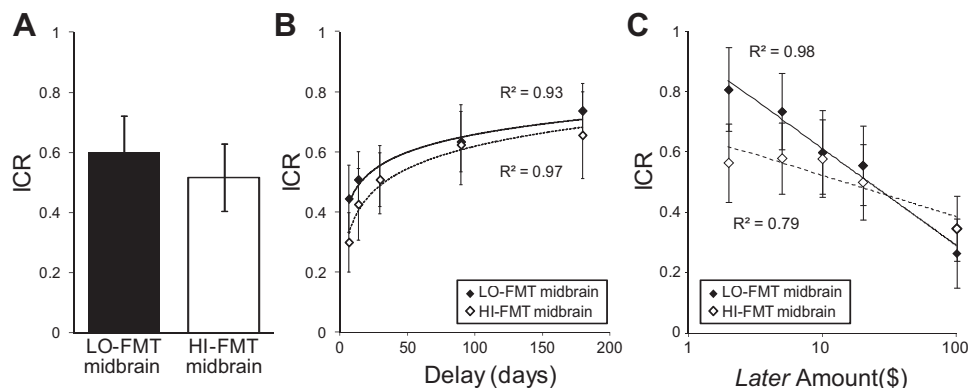 A
ICR
1
0.8
0.6
0.4
0.2
0
LO-FMT midbrain
HI-FMT midbrain
B
ICR
1
0.8
0.6
0.4
0.2
0
R² = 0.93
R² = 0.97
LO-FMT midbrain
HI-FMT midbrain
0 50 100 150 200
Delay (days)
C
ICR
1
0.8
0.6
0.4
0.2
0
R² = 0.98
R² = 0.79
LO-FMT midbrain
HI-FMT midbrain
1 10 100
Later Amount($)